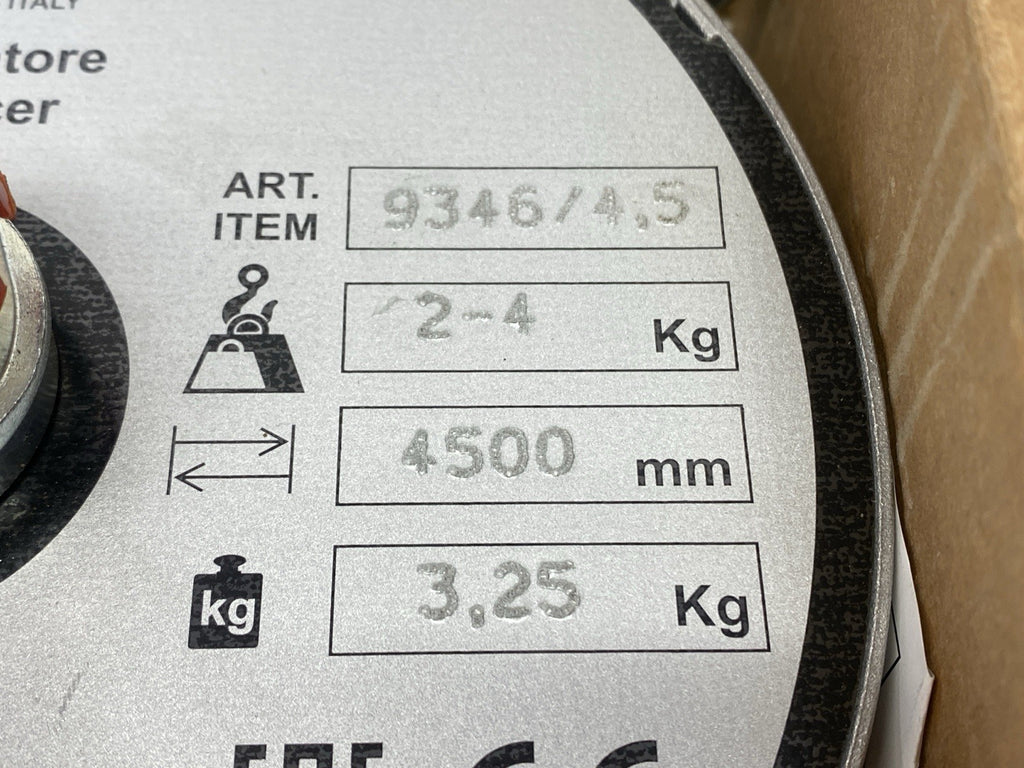 ITALY
tore
cer
ART. 9346/4,5
ITEM
2-4 Kg
4500 mm
kg 3,25 Kg